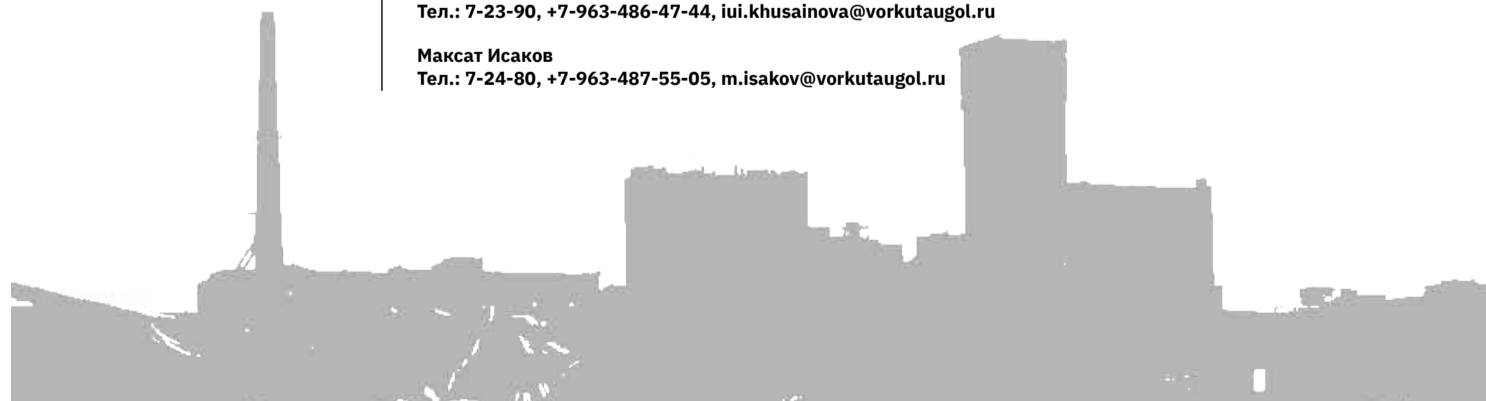 Тел.: 7-23-90, +7-963-486-47-44, iui.khusainova@vorkutaugol.ru
Максат Исаков
Тел.: 7-24-80, +7-963-487-55-05, m.isakov@vorkutaugol.ru